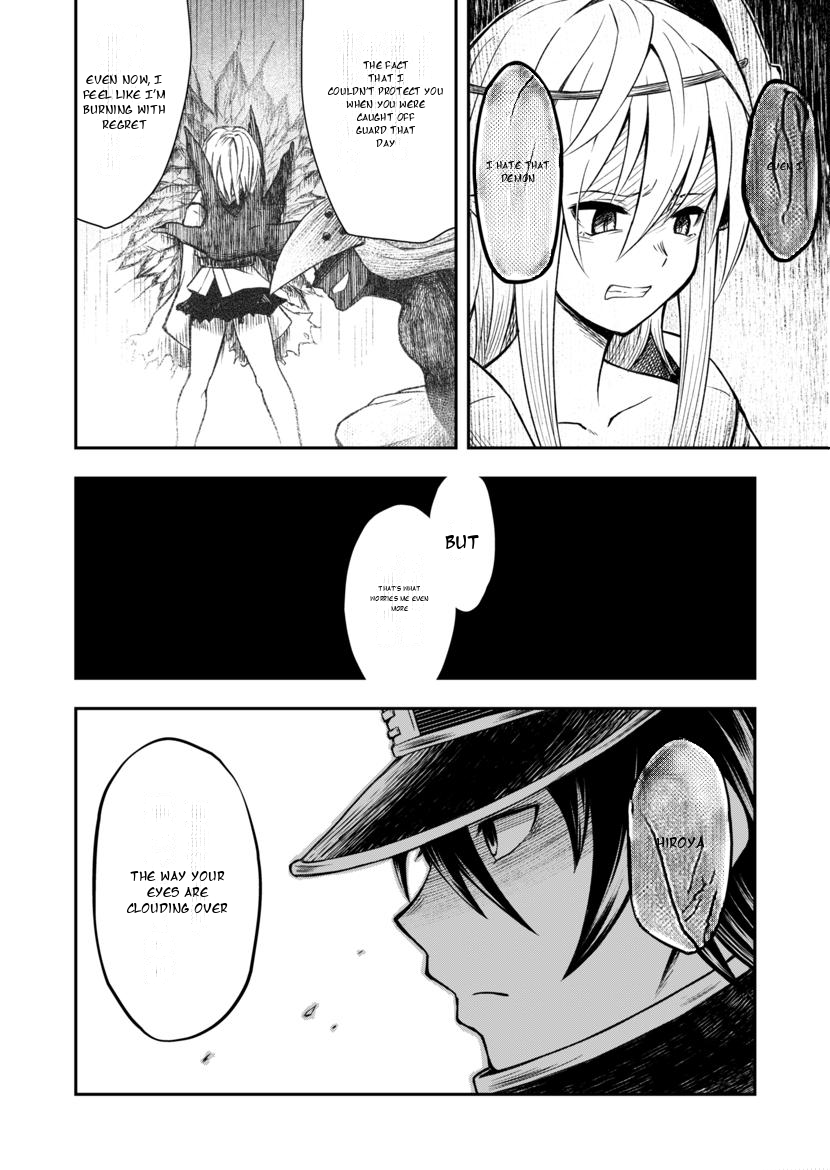 EVEN I
I HATE THAT
DEMON
THE FACT
THAT I
COULDN'T PROTECT YOU
WHEN YOU WERE
CAUGHT OFF
GUARD THAT
DAY
EVEN NOW, I
FEEL LIKE I'M
BURNING WITH
REGRET
BUT
THAT'S WHAT
WORRIES ME EVEN
MORE
HIROYA
THE WAY YOUR
EYES ARE
CLOUDING OVER